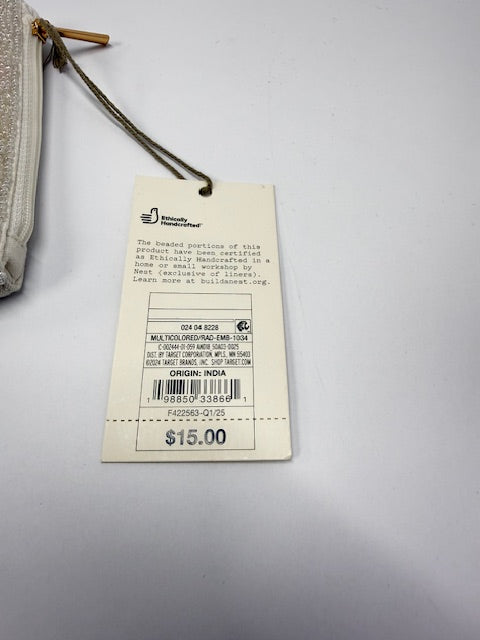 Ethically
Handcrafted™
The beaded portions of this
product have been certified
as Ethically Handcrafted in a
home or small workshop by
Nest (exclusive of liners).
Learn more at buildanest.org.
024 04 8228
MULTICOLORED//RAD-EMB-1034
DIST. BY TARGET CORPORATION, MPLS., MN 55403
©2024 TARGET BRANDS, INC. SHOP TARGET.COM
ORIGIN: INDIA
1 98850 33866 1
F422563-Q1/25
$15.00